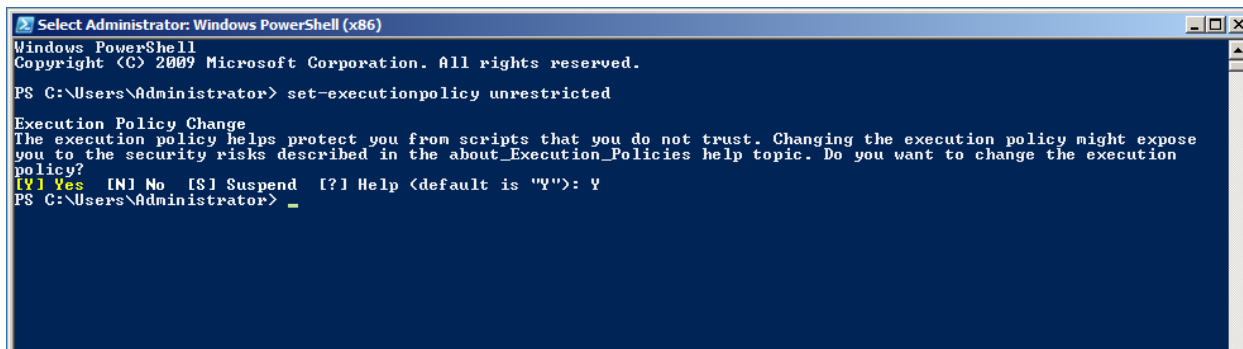 Select Administrator: Windows PowerShell (x86)
Windows PowerShell
Copyright (C) 2009 Microsoft Corporation. All rights reserved.
PS C:\Users\Administrator> set-executionpolicy unrestricted
Execution Policy Change
The execution policy helps protect you from scripts that you do not trust. Changing the execution policy might expose
you to the security risks described in the about_Execution_Policies help topic. Do you want to change the execution
policy?
[Y] Yes  [N] No  [S] Suspend  [?] Help (default is "Y"): Y
PS C:\Users\Administrator> _